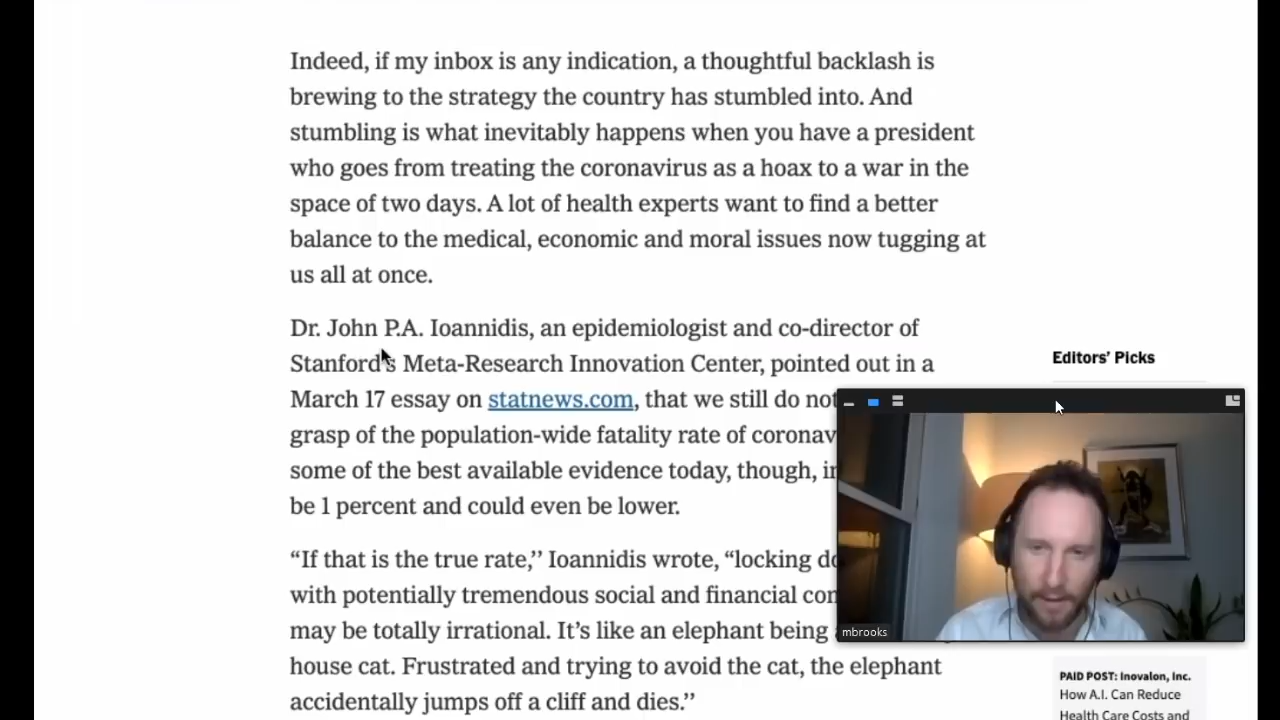 Indeed, if my inbox is any indication, a thoughtful backlash is
brewing to the strategy the country has stumbled into. And
stumbling is what inevitably happens when you have a president
who goes from treating the coronavirus as a hoax to a war in the
space of two days. A lot of health experts want to find a better
balance to the medical, economic and moral issues now tugging at
us all at once.
Dr. John P.A. Ioannidis, an epidemiologist and co-director of
Stanford's Meta-Research Innovation Center, pointed out in a
March 17 essay on statnews.com, that we still do not
grasp of the population-wide fatality rate of coronav
some of the best available evidence today, though, in
be 1 percent and could even be lower.
“If that is the true rate,’’ Ioannidis wrote, “locking do
with potentially tremendous social and financial con
may be totally irrational. It’s like an elephant being
house cat. Frustrated and trying to avoid the cat, the elephant
accidentally jumps off a cliff and dies.’’
Editors’ Picks
mbrooks
PAID POST: Inovalon, Inc.
How A.I. Can Reduce
Health Care Costs and